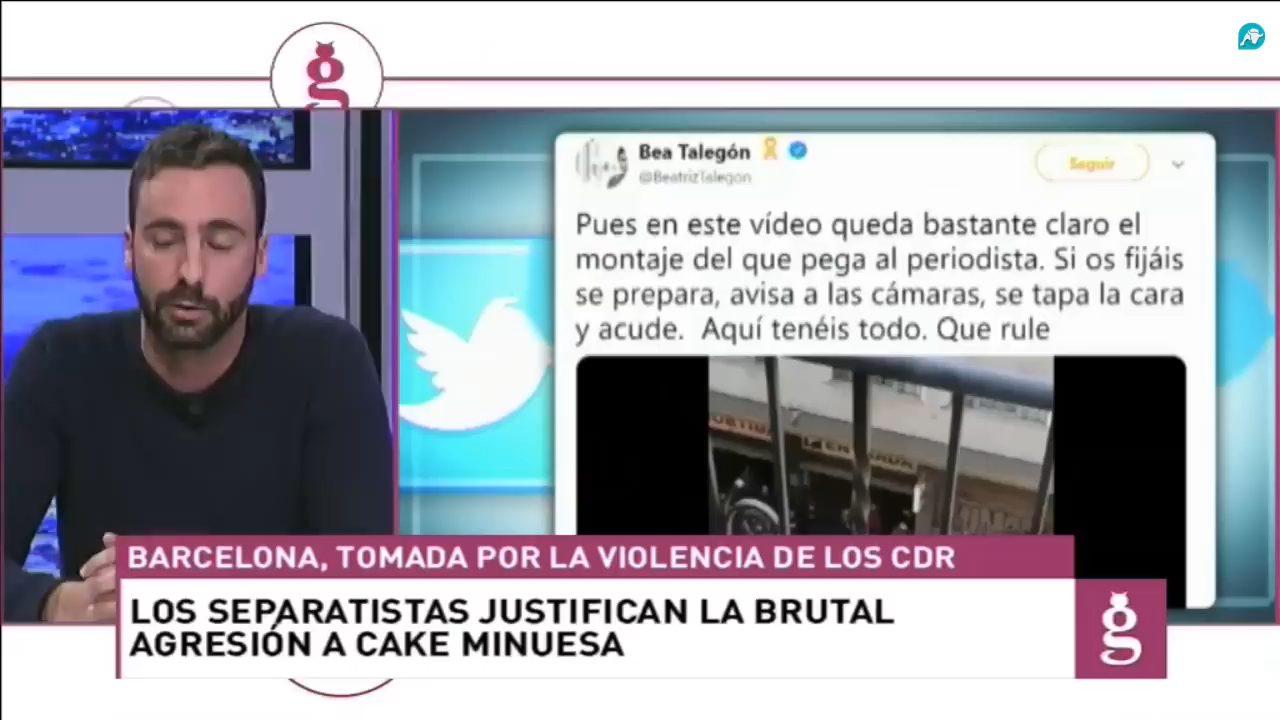 g
Bea Talegón
@BeatrizTalegon
Seguir
Pues en este vídeo queda bastante claro el
montaje del que pega al periodista. Si os fijáis
se prepara, avisa a las cámaras, se tapa la cara
y acude. Aquí tenéis todo. Que rule
BARCELONA, TOMADA POR LA VIOLENCIA DE LOS CDR
LOS SEPARATISTAS JUSTIFICAN LA BRUTAL
AGRESIÓN A CAKE MINUESA
g